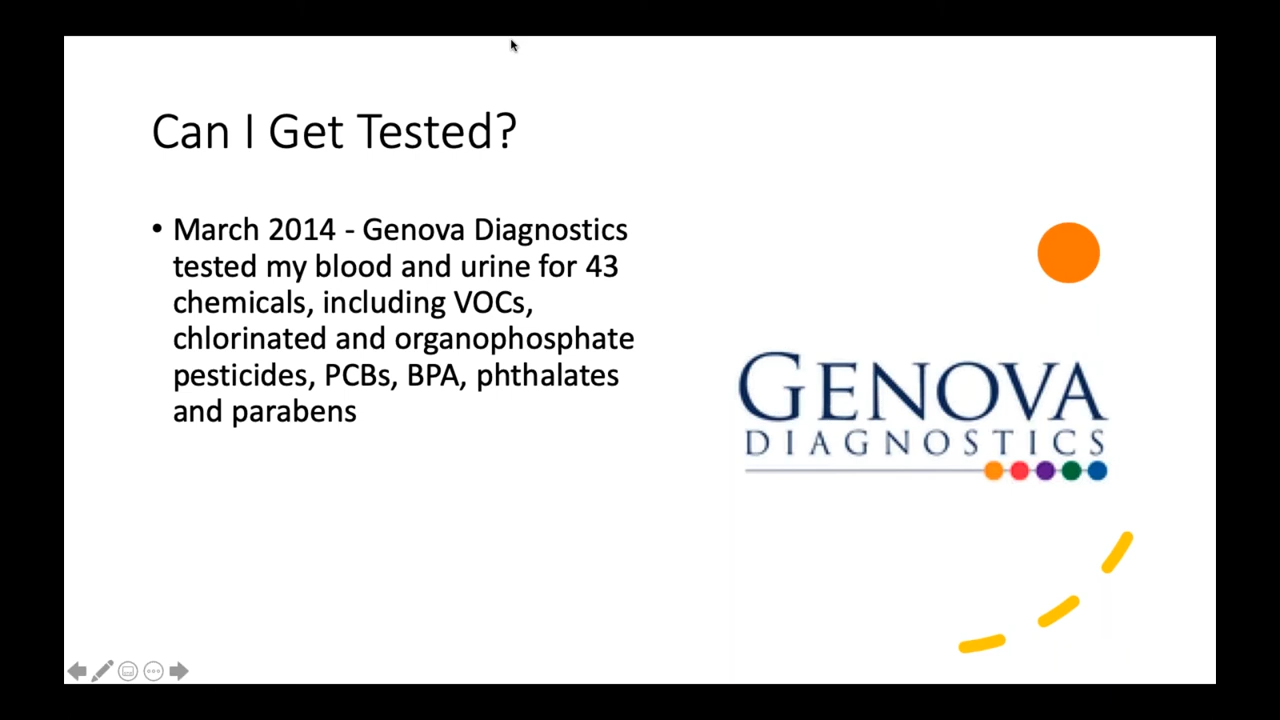 Can I Get Tested?
• March 2014 - Genova Diagnostics
tested my blood and urine for 43
chemicals, including VOCs,
chlorinated and organophosphate
pesticides, PCBs, BPA, phthalates
and parabens
GENOVA
DIAGNOSTICS